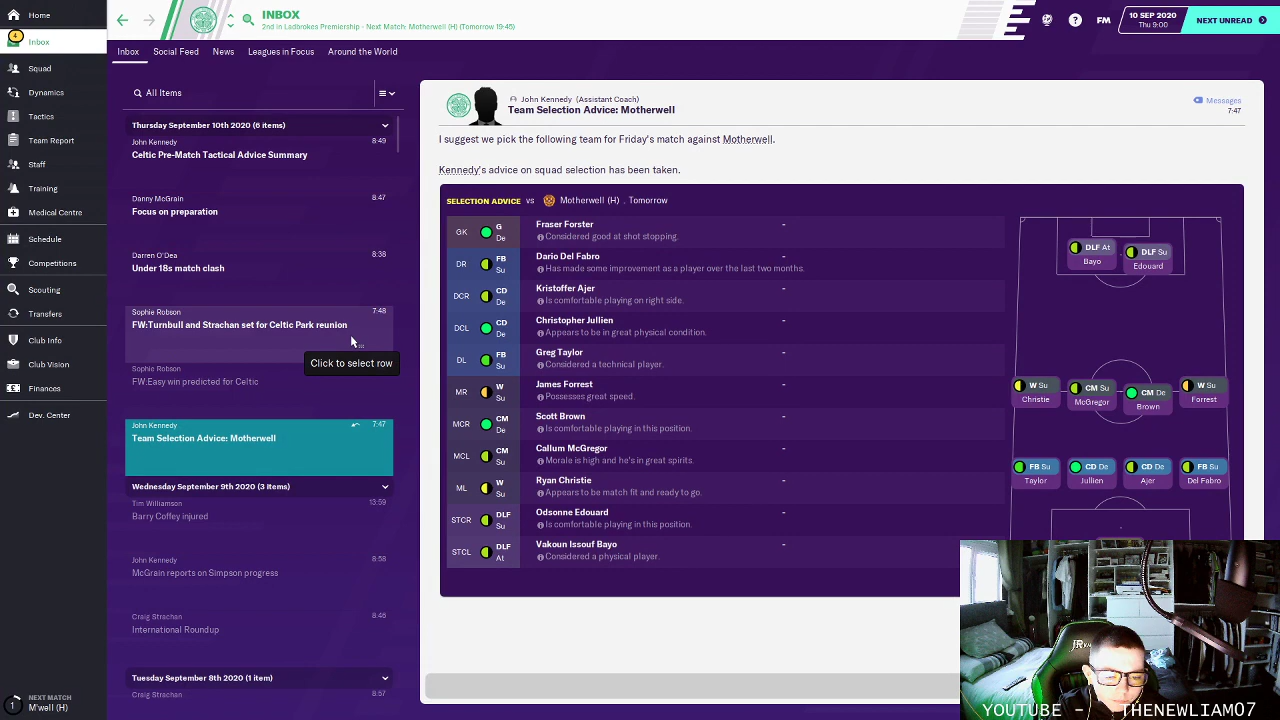 INBOX
2nd in Ladbrokes Premiership - Next Match: Motherwell (H) (Tomorrow 19:45)
FM
10 SEP 2020
Thu 9:00
NEXT UNREAD
4
Inbox
Squad
Dynamics
Tactics
Team Report
Staff
Training
Medical Centre
Schedule
Competitions
Scouting
Transfers
Club Info
Club Vision
Finances
Dev. Center
NEXT MATCH
M'well (H)
Inbox
Social Feed
News
Leagues in Focus
Around the World
All Items
Thursday September 10th 2020 (6 items)
John Kennedy 8:49
Celtic Pre-Match Tactical Advice Summary
Danny McGrain 8:47
Focus on preparation
Darren O'Dea 8:38
Under 18s match clash
Sophie Robson 7:48
FW:Turnbull and Strachan set for Celtic Park reunion
Click to select row
Sophie Robson
FW:Easy win predicted for Celtic
John Kennedy 7:47
Team Selection Advice: Motherwell
Wednesday September 9th 2020 (3 items)
Tim Williamson 13:59
Barry Coffey injured
John Kennedy 8:58
McGrain reports on Simpson progress
Craig Strachan 8:46
International Roundup
Tuesday September 8th 2020 (1 item)
Craig Strachan 8:57
John Kennedy (Assistant Coach)
Team Selection Advice: Motherwell
Messages
7:47
I suggest we pick the following team for Friday's match against Motherwell.
Kennedy's advice on squad selection has been taken.
SELECTION ADVICE vs Motherwell (H) . Tomorrow
GK G De Fraser Forster -
Considered good at shot stopping.
DR FB Su Dario Del Fabro -
Has made some improvement as a player over the last two months.
DCR CD De Kristoffer Ajer -
Is comfortable playing on right side.
DCL CD De Christopher Jullien -
Appears to be in great physical condition.
DL FB Su Greg Taylor -
Considered a technical player.
MR W Su James Forrest -
Possesses great speed.
MCR CM De Scott Brown -
Is comfortable playing in this position.
MCL CM Su Callum McGregor -
Morale is high and he's in great spirits.
ML W Su Ryan Christie -
Appears to be match fit and ready to go.
STCR DLF Su Odsonne Edouard -
Is comfortable playing in this position.
STCL DLF At Vakoun Issouf Bayo -
Considered a physical player.
DLF At
Bayo
DLF Su
Edouard
W Su
Christie
CM Su
McGregor
CM De
Brown
W Su
Forrest
FB Su
Taylor
CD De
Jullien
CD De
Ajer
FB Su
Del Fabro
YOUTUBE - THENEWLIAM07